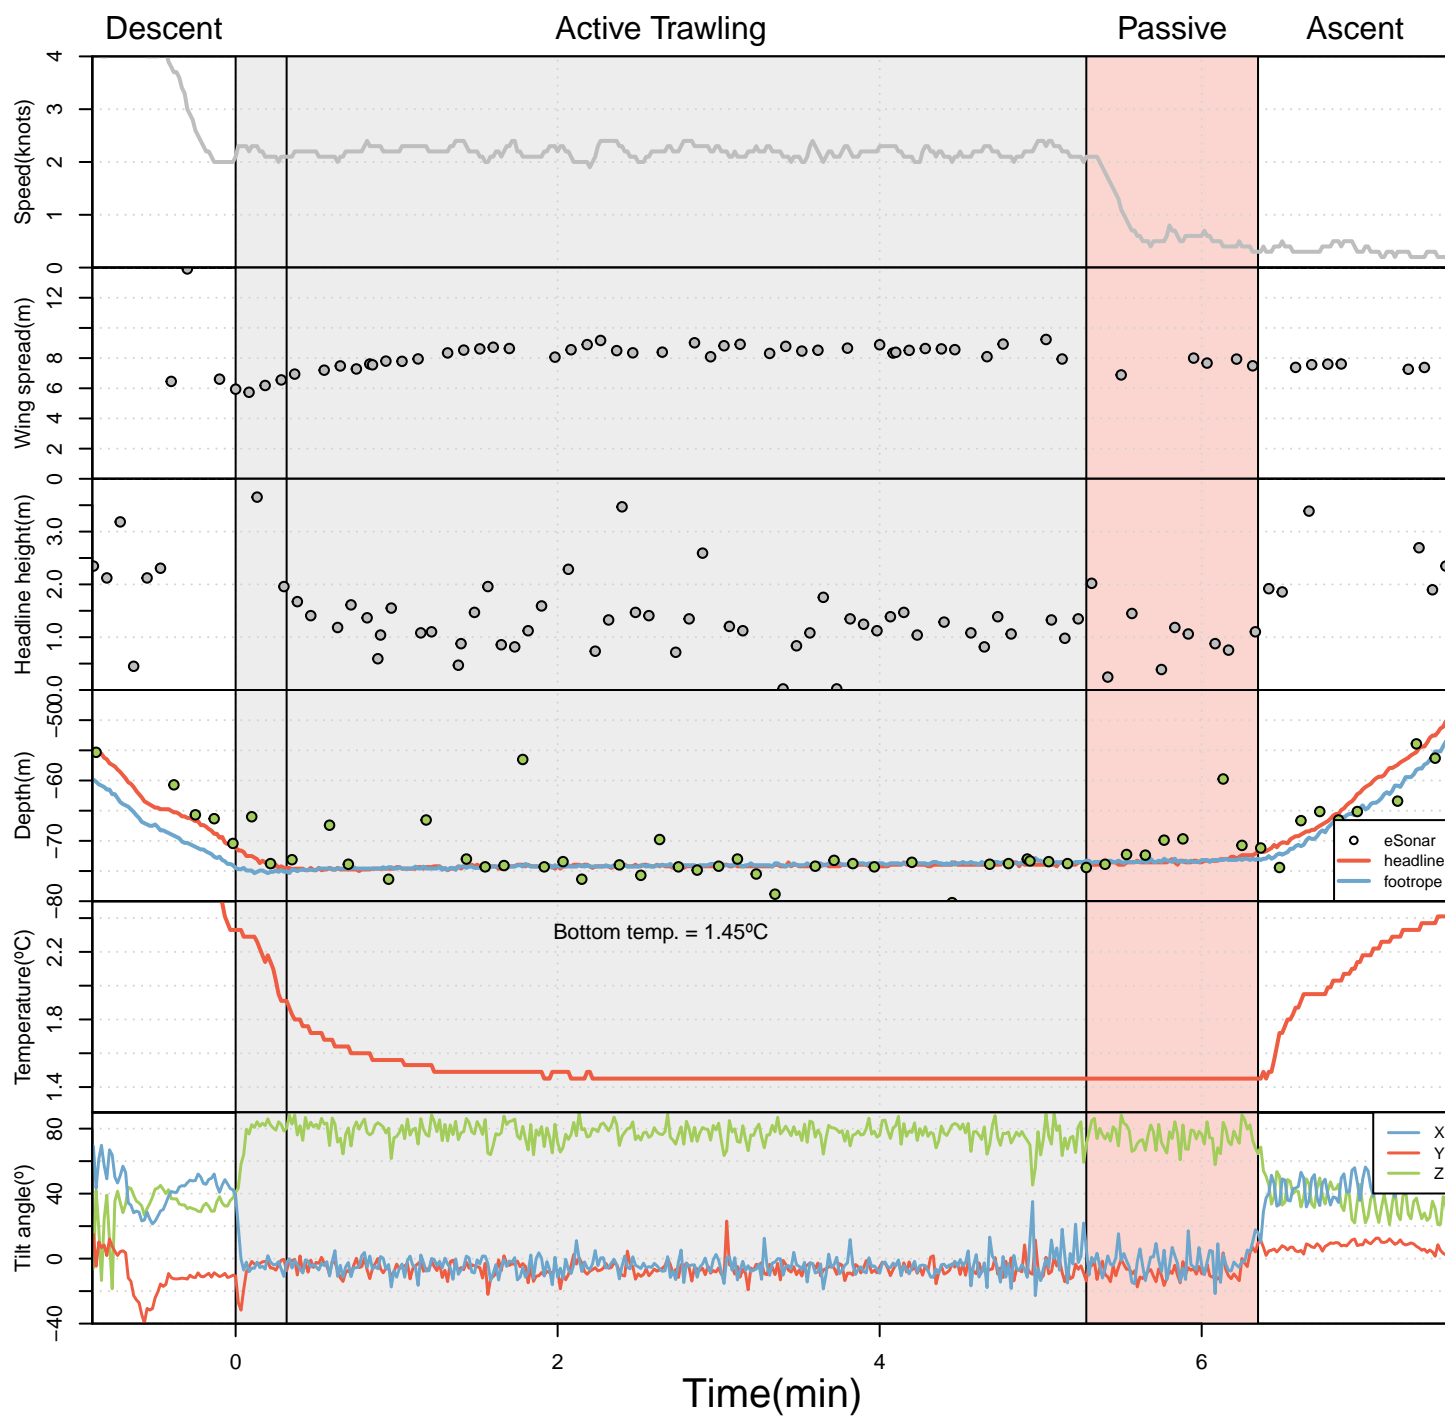 Descent Active Trawling Passive Ascent
Speed(knots)
4
3
2
1
0
Wing spread(m)
12
8
6
4
2
0
Headline height(m)
3.0
2.0
1.0
0.0
Depth(m)
−50
−60
−70
−80
eSonar
headline
footrope
Temperature(ºC)
2.2
1.8
1.4
Bottom temp. = 1.45ºC
Tilt angle(º)
80
40
0
−40
X
Y
Z
0 2 4 6
Time(min)